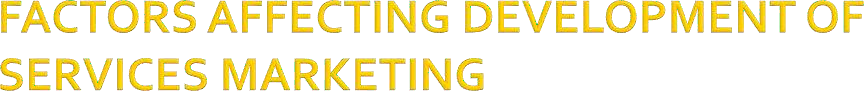 FACTORS AFFECTING DEVELOPMENT OF
SERVICES MARKETING